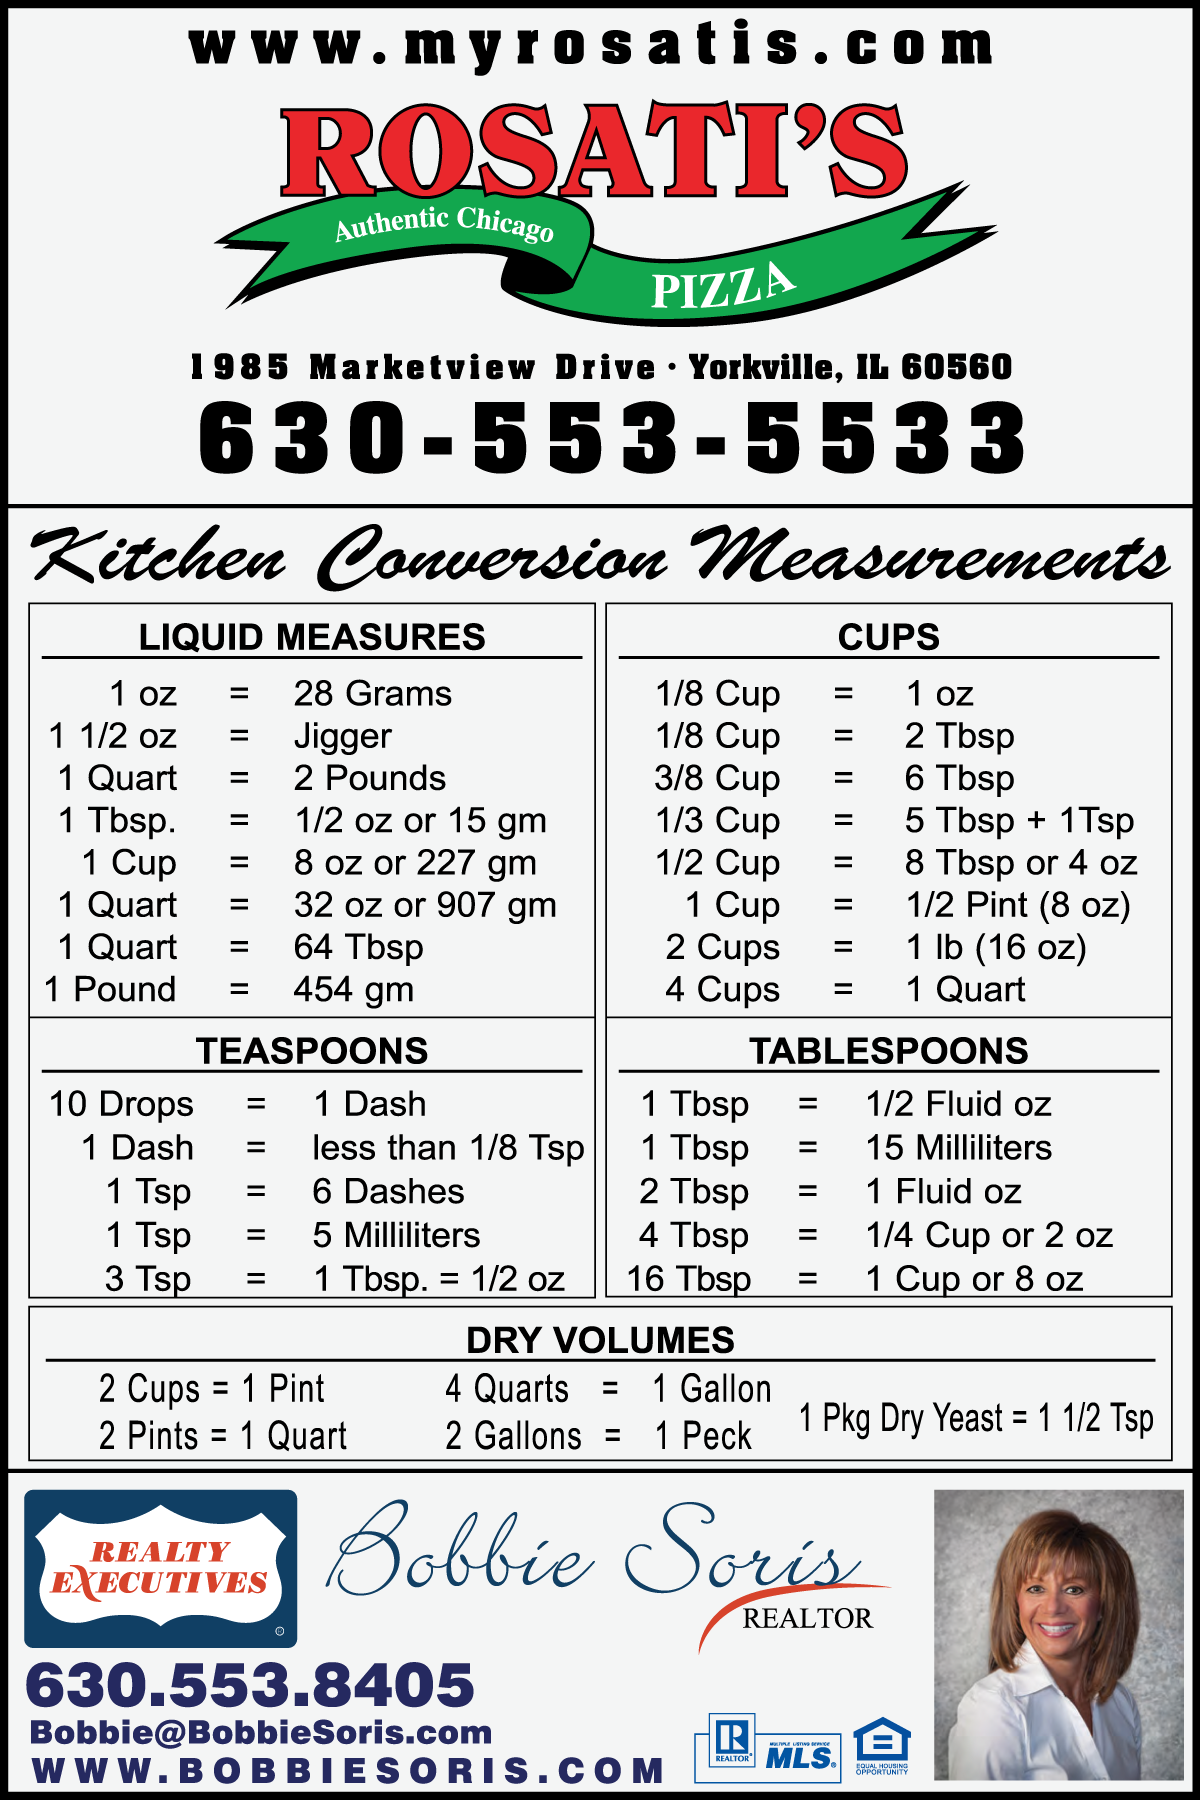 www.myrosatis.com
ROSATI'S
Authentic Chicago
PIZZA
1985 Marketview Drive · Yorkville, IL 60560
630-553-5533
Kitchen Conversion Measurements
LIQUID MEASURES
1 oz = 28 Grams
1 1/2 oz = Jigger
1 Quart = 2 Pounds
1 Tbsp. = 1/2 oz or 15 gm
1 Cup = 8 oz or 227 gm
1 Quart = 32 oz or 907 gm
1 Quart = 64 Tbsp
1 Pound = 454 gm
CUPS
1/8 Cup = 1 oz
1/8 Cup = 2 Tbsp
3/8 Cup = 6 Tbsp
1/3 Cup = 5 Tbsp + 1Tsp
1/2 Cup = 8 Tbsp or 4 oz
1 Cup = 1/2 Pint (8 oz)
2 Cups = 1 lb (16 oz)
4 Cups = 1 Quart
TEASPOONS
10 Drops = 1 Dash
1 Dash = less than 1/8 Tsp
1 Tsp = 6 Dashes
1 Tsp = 5 Milliliters
3 Tsp = 1 Tbsp. = 1/2 oz
TABLESPOONS
1 Tbsp = 1/2 Fluid oz
1 Tbsp = 15 Milliliters
2 Tbsp = 1 Fluid oz
4 Tbsp = 1/4 Cup or 2 oz
16 Tbsp = 1 Cup or 8 oz
DRY VOLUMES
2 Cups = 1 Pint
2 Pints = 1 Quart
4 Quarts = 1 Gallon
2 Gallons = 1 Peck
1 Pkg Dry Yeast = 1 1/2 Tsp
REALTY
EXECUTIVES
Bobbie Soris
REALTOR
630.553.8405
Bobbie@BobbieSoris.com
WWW.BOBBIESORIS.COM
R
REALTOR®
MULTIPLE LISTING SERVICE
MLS®
EQUAL HOUSING
OPPORTUNITY